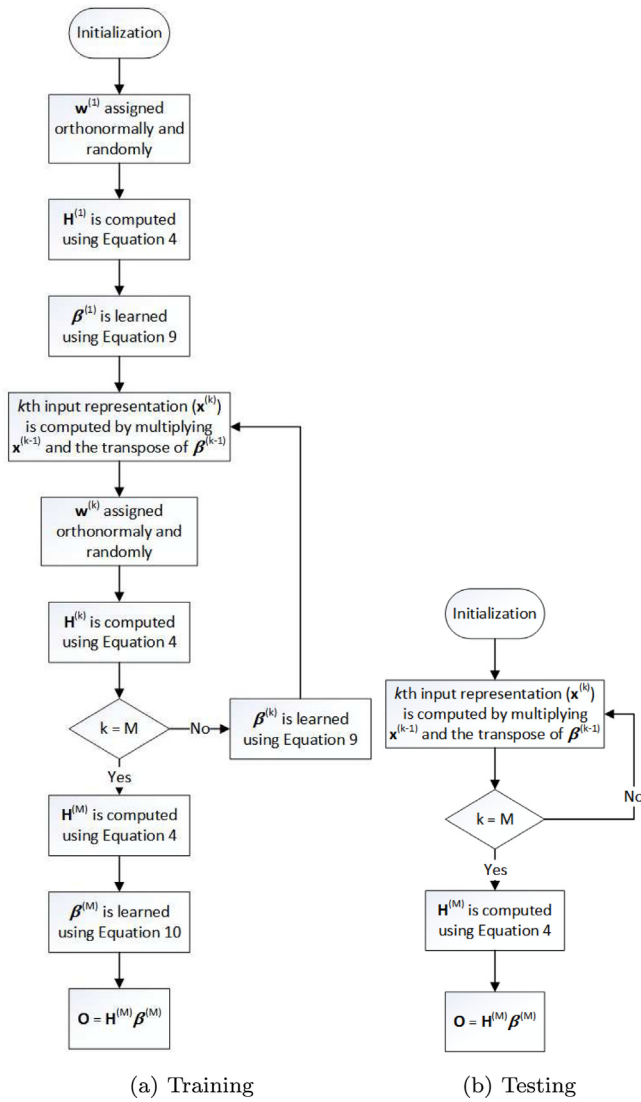 Initialization
w^(1) assigned
orthonormally and
randomly
H^(1) is computed
using Equation 4
β^(1) is learned
using Equation 9
kth input representation (x^(k))
is computed by multiplying
x^(k-1) and the transpose of β^(k-1)
w^(k) assigned
orthonormaly and
randomly
H^(k) is computed
using Equation 4
k = M
No
β^(k) is learned
using Equation 9
Yes
H^(M) is computed
using Equation 4
β^(M) is learned
using Equation 10
O = H^(M)β^(M)
(a) Training
Initialization
kth input representation (x^(k))
is computed by multiplying
x^(k-1) and the transpose of β^(k-1)
k = M
No
Yes
H^(M) is computed
using Equation 4
O = H^(M)β^(M)
(b) Testing